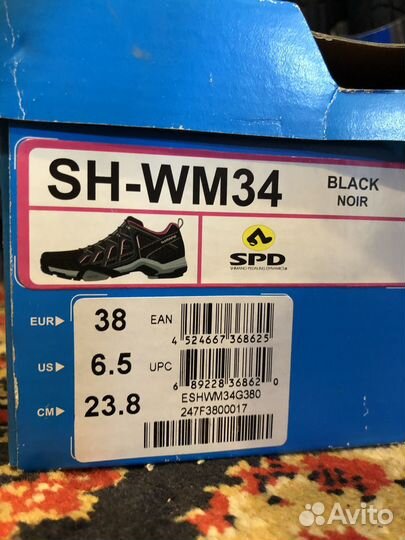 SH-WM34
BLACK
NOIR
SPD
SHIMANO PEDALING DYNAMICS
EUR 38 EAN
4 524667 368625
US 6.5 UPC
6 89228 36862 0
CM 23.8
ESHWM34G380
247F3800017
Avito